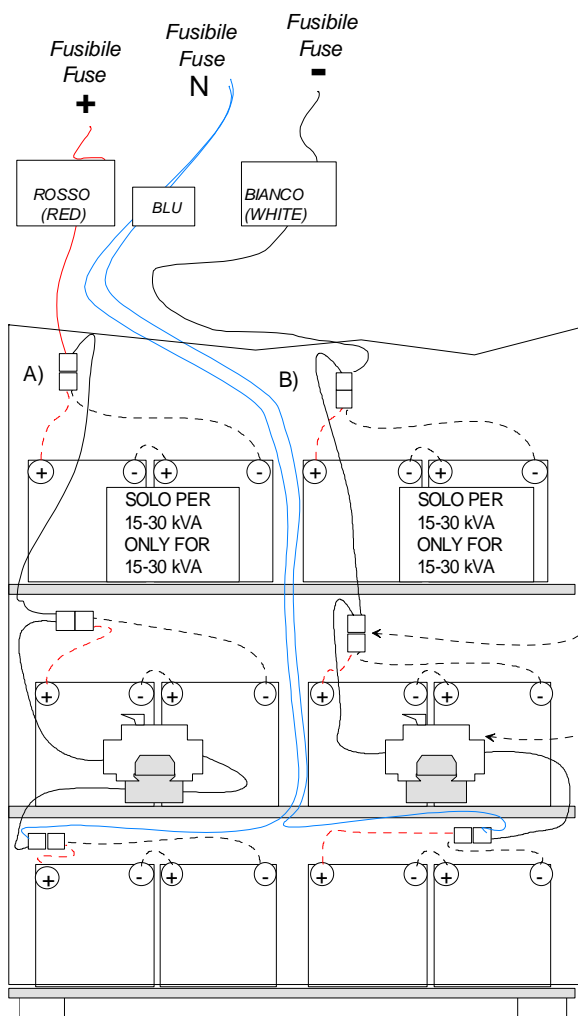 Fusibile
Fuse
+
Fusibile
Fuse
N
Fusibile
Fuse
-
ROSSO
(RED)
BLU
BIANCO
(WHITE)
A)
B)
+ - + -
+ - + -
SOLO PER
15-30 kVA
ONLY FOR
15-30 kVA
SOLO PER
15-30 kVA
ONLY FOR
15-30 kVA
+ - + -
+ - + -
+ - + -
+ - + -